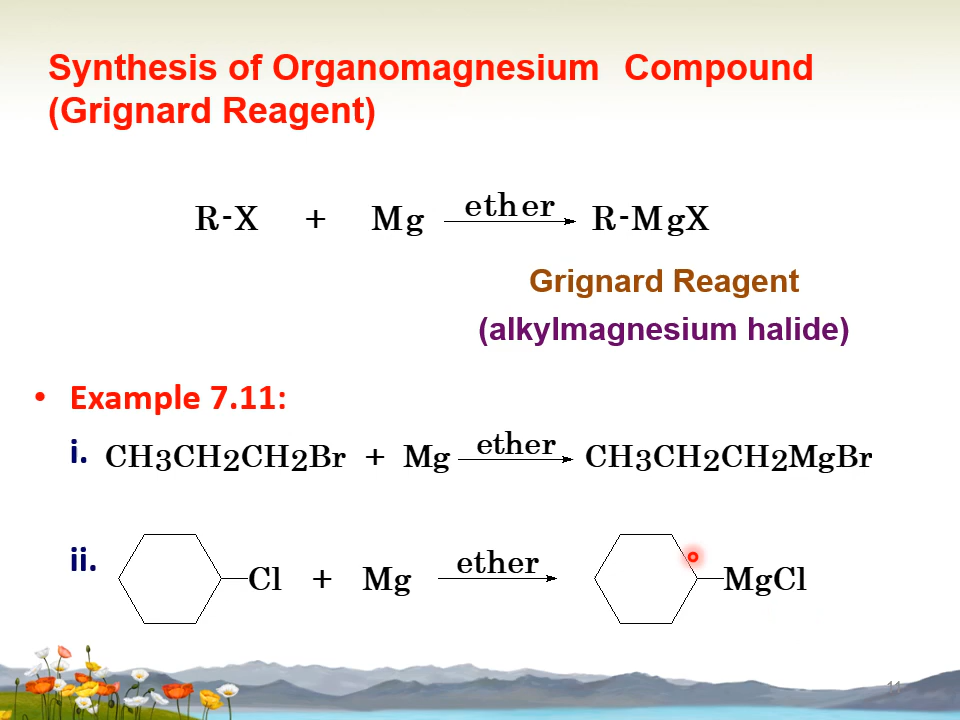 Synthesis of Organomagnesium Compound
(Grignard Reagent)
R-X + Mg ether R-MgX
Grignard Reagent
(alkylmagnesium halide)
• Example 7.11:
i. CH3CH2CH2Br + Mg ether CH3CH2CH2MgBr
ii. Cl + Mg ether MgCl
11